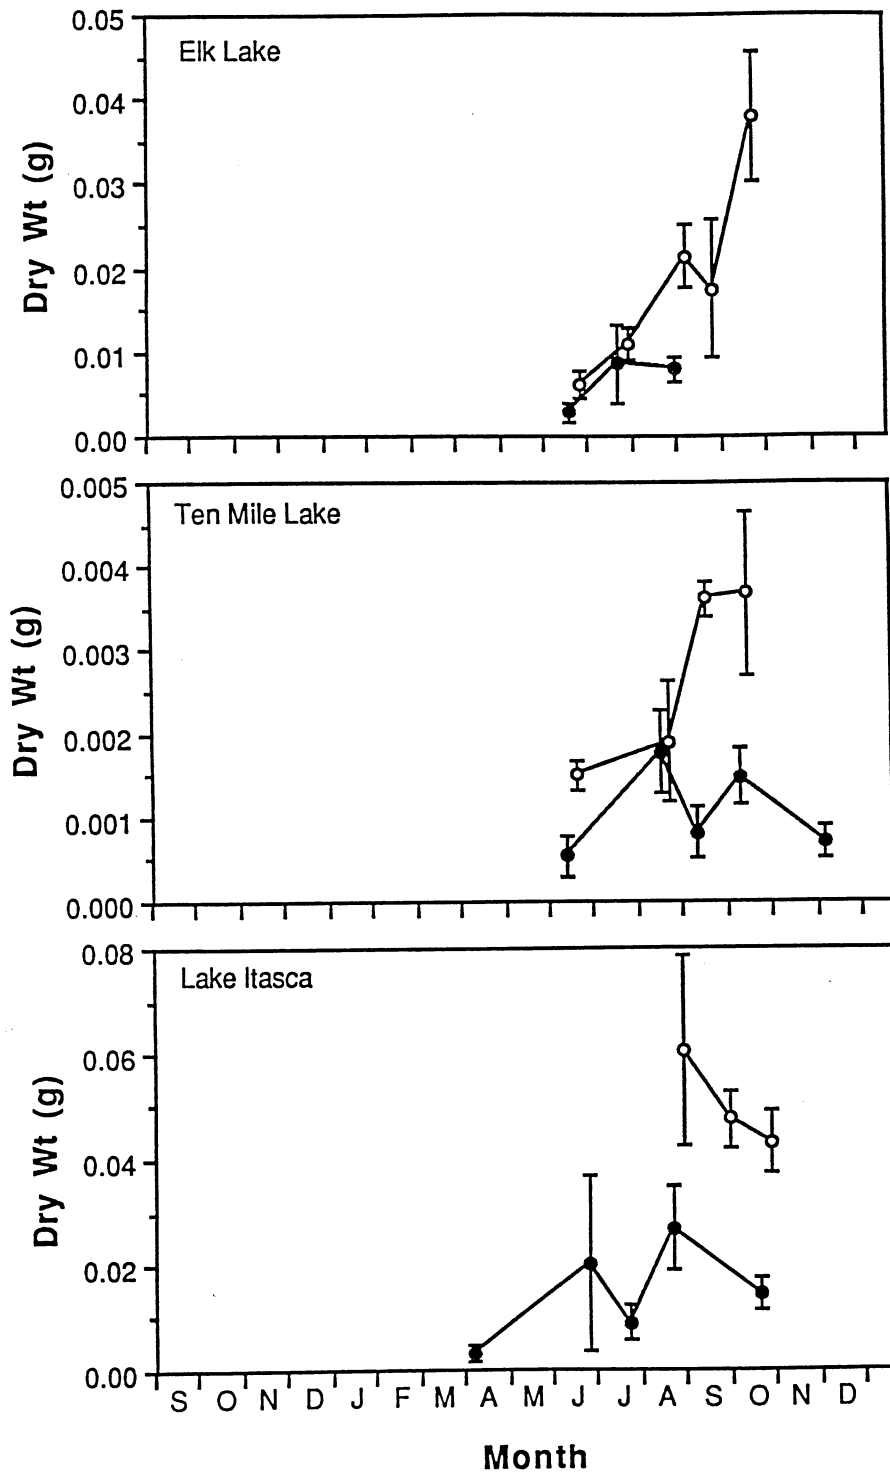 Elk Lake
Dry Wt (g)
0.05
0.04
0.03
0.02
0.01
0.00
Ten Mile Lake
Dry Wt (g)
0.005
0.004
0.003
0.002
0.001
0.000
Lake Itasca
Dry Wt (g)
0.08
0.06
0.04
0.02
0.00
S O N D J F M A M J J A S O N D
Month